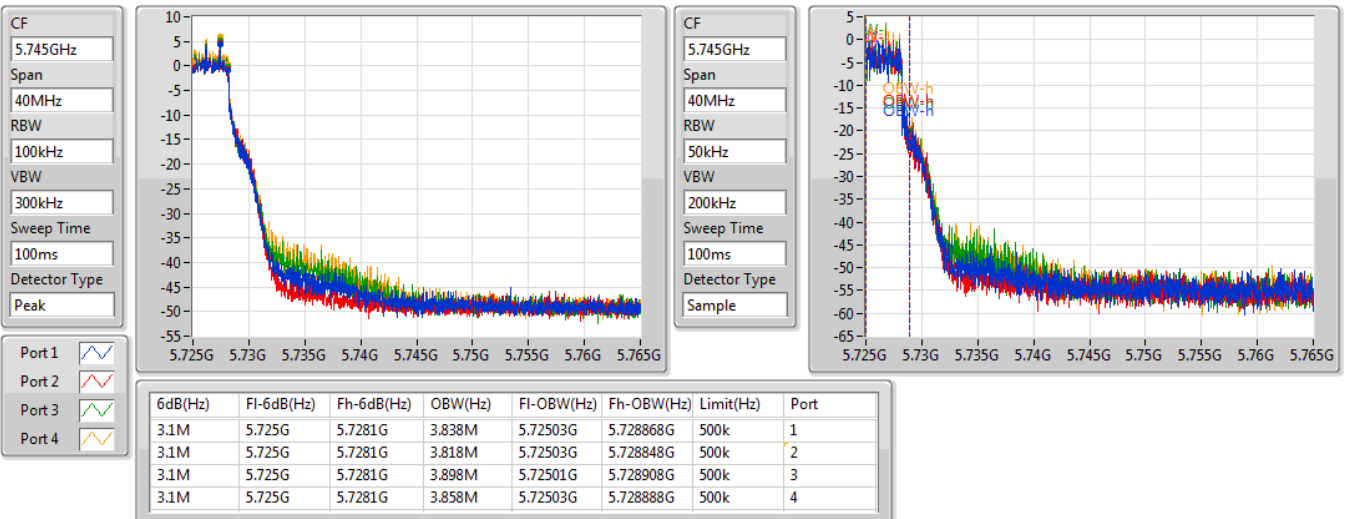 CF
5.745GHz
Span
40MHz
RBW
100kHz
VBW
300kHz
Sweep Time
100ms
Detector Type
Peak
10
5
0
-5
-10
-15
-20
-25
-30
-35
-40
-45
-50
-55
5.725G 5.73G 5.735G 5.74G 5.745G 5.75G 5.755G 5.76G 5.765G
CF
5.745GHz
Span
40MHz
RBW
50kHz
VBW
200kHz
Sweep Time
100ms
Detector Type
Sample
5
0
-5
-10
-15
-20
-25
-30
-35
-40
-45
-50
-55
-60
-65
OBW-h
OBW-h
OBW-h
5.725G 5.73G 5.735G 5.74G 5.745G 5.75G 5.755G 5.76G 5.765G
Port 1
Port 2
Port 3
Port 4
6dB(Hz) Fl-6dB(Hz) Fh-6dB(Hz) OBW(Hz) Fl-OBW(Hz) Fh-OBW(Hz) Limit(Hz) Port
3.1M 5.725G 5.7281G 3.838M 5.72503G 5.728868G 500k 1
3.1M 5.725G 5.7281G 3.818M 5.72503G 5.728848G 500k 2
3.1M 5.725G 5.7281G 3.898M 5.72501G 5.728908G 500k 3
3.1M 5.725G 5.7281G 3.858M 5.72503G 5.728888G 500k 4